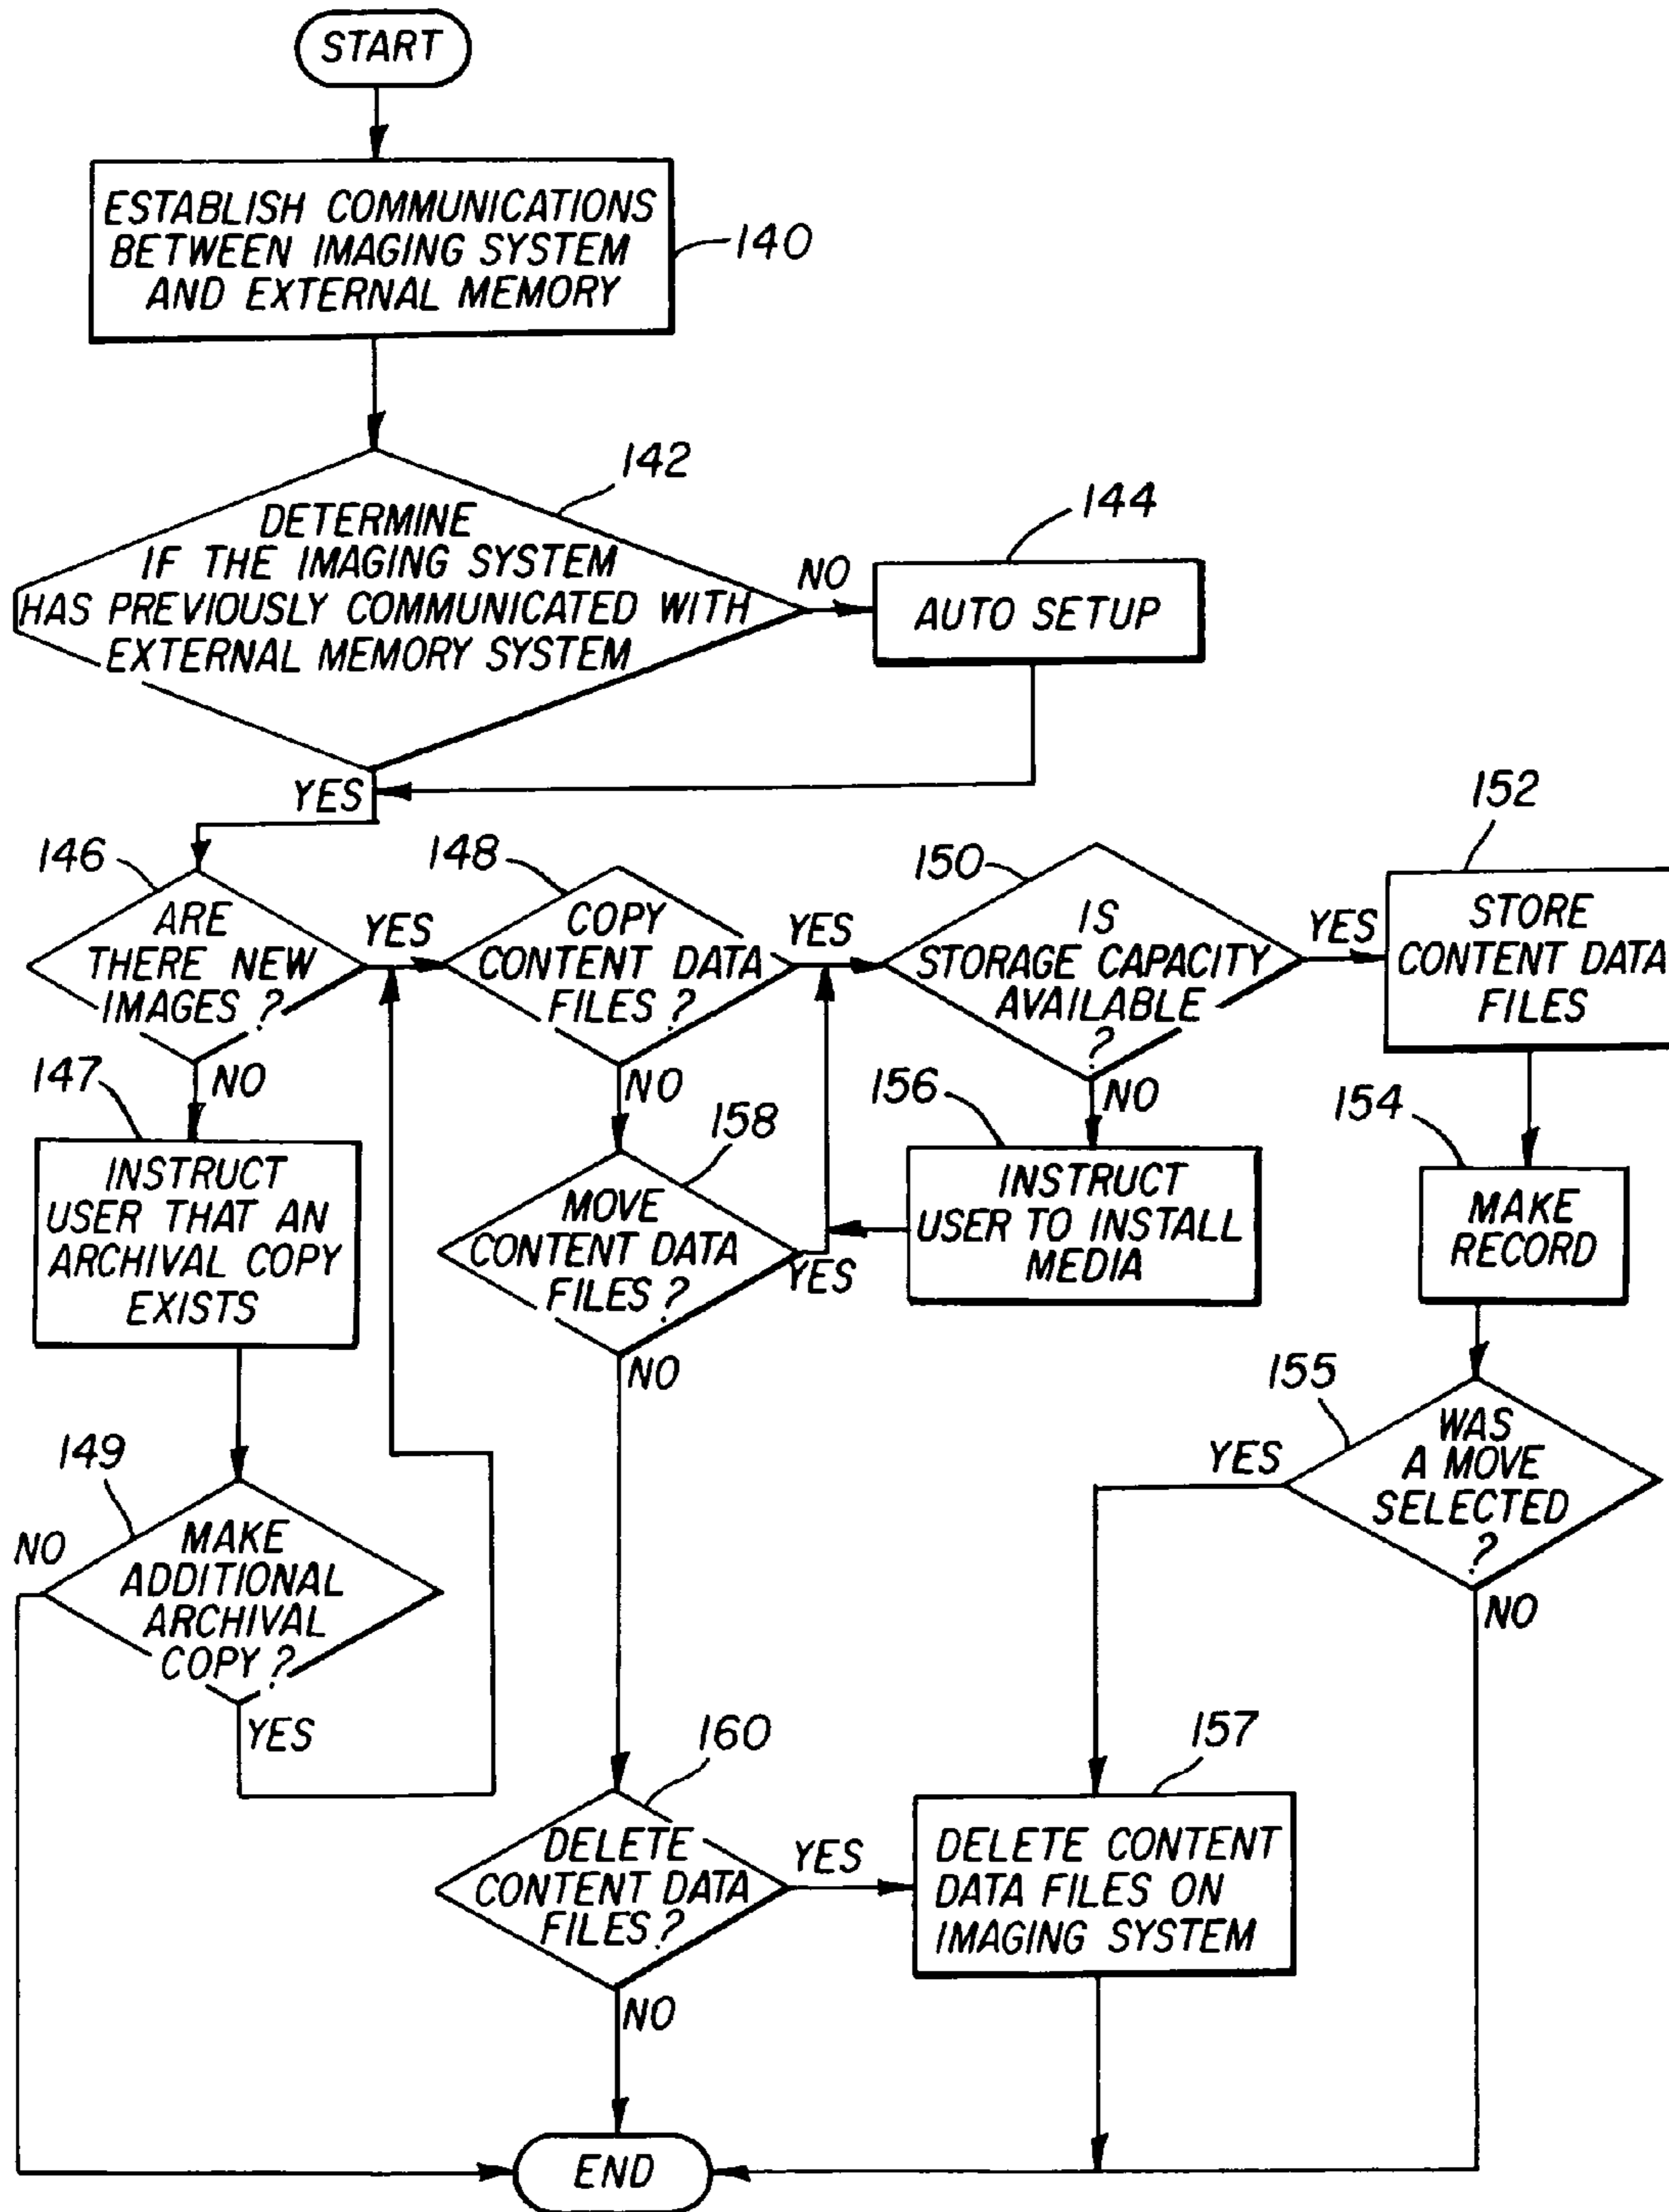 START
ESTABLISH COMMUNICATIONS
BETWEEN IMAGING SYSTEM
AND EXTERNAL MEMORY
140
142
DETERMINE
IF THE IMAGING SYSTEM
HAS PREVIOUSLY COMMUNICATED WITH
EXTERNAL MEMORY SYSTEM
NO
144
AUTO SETUP
YES
146
ARE
THERE NEW
IMAGES ?
YES
148
COPY
CONTENT DATA
FILES ?
YES
150
IS
STORAGE CAPACITY
AVAILABLE
?
YES
152
STORE
CONTENT DATA
FILES
NO
147
INSTRUCT
USER THAT AN
ARCHIVAL COPY
EXISTS
NO
158
MOVE
CONTENT DATA
FILES ?
YES
NO
NO
156
INSTRUCT
USER TO INSTALL
MEDIA
154
MAKE
RECORD
155
WAS
A MOVE
SELECTED
?
YES
NO
149
NO
MAKE
ADDITIONAL
ARCHIVAL
COPY ?
YES
160
DELETE
CONTENT DATA
FILES ?
YES
NO
157
DELETE CONTENT
DATA FILES ON
IMAGING SYSTEM
END